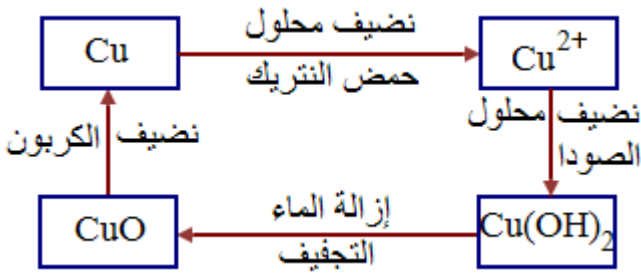 Cu
نضيف محلول
حمض النتريك
Cu²⁺
نضيف محلول
الصودا
Cu(OH)₂
إزالة الماء
التجفيف
CuO
نضيف الكربون